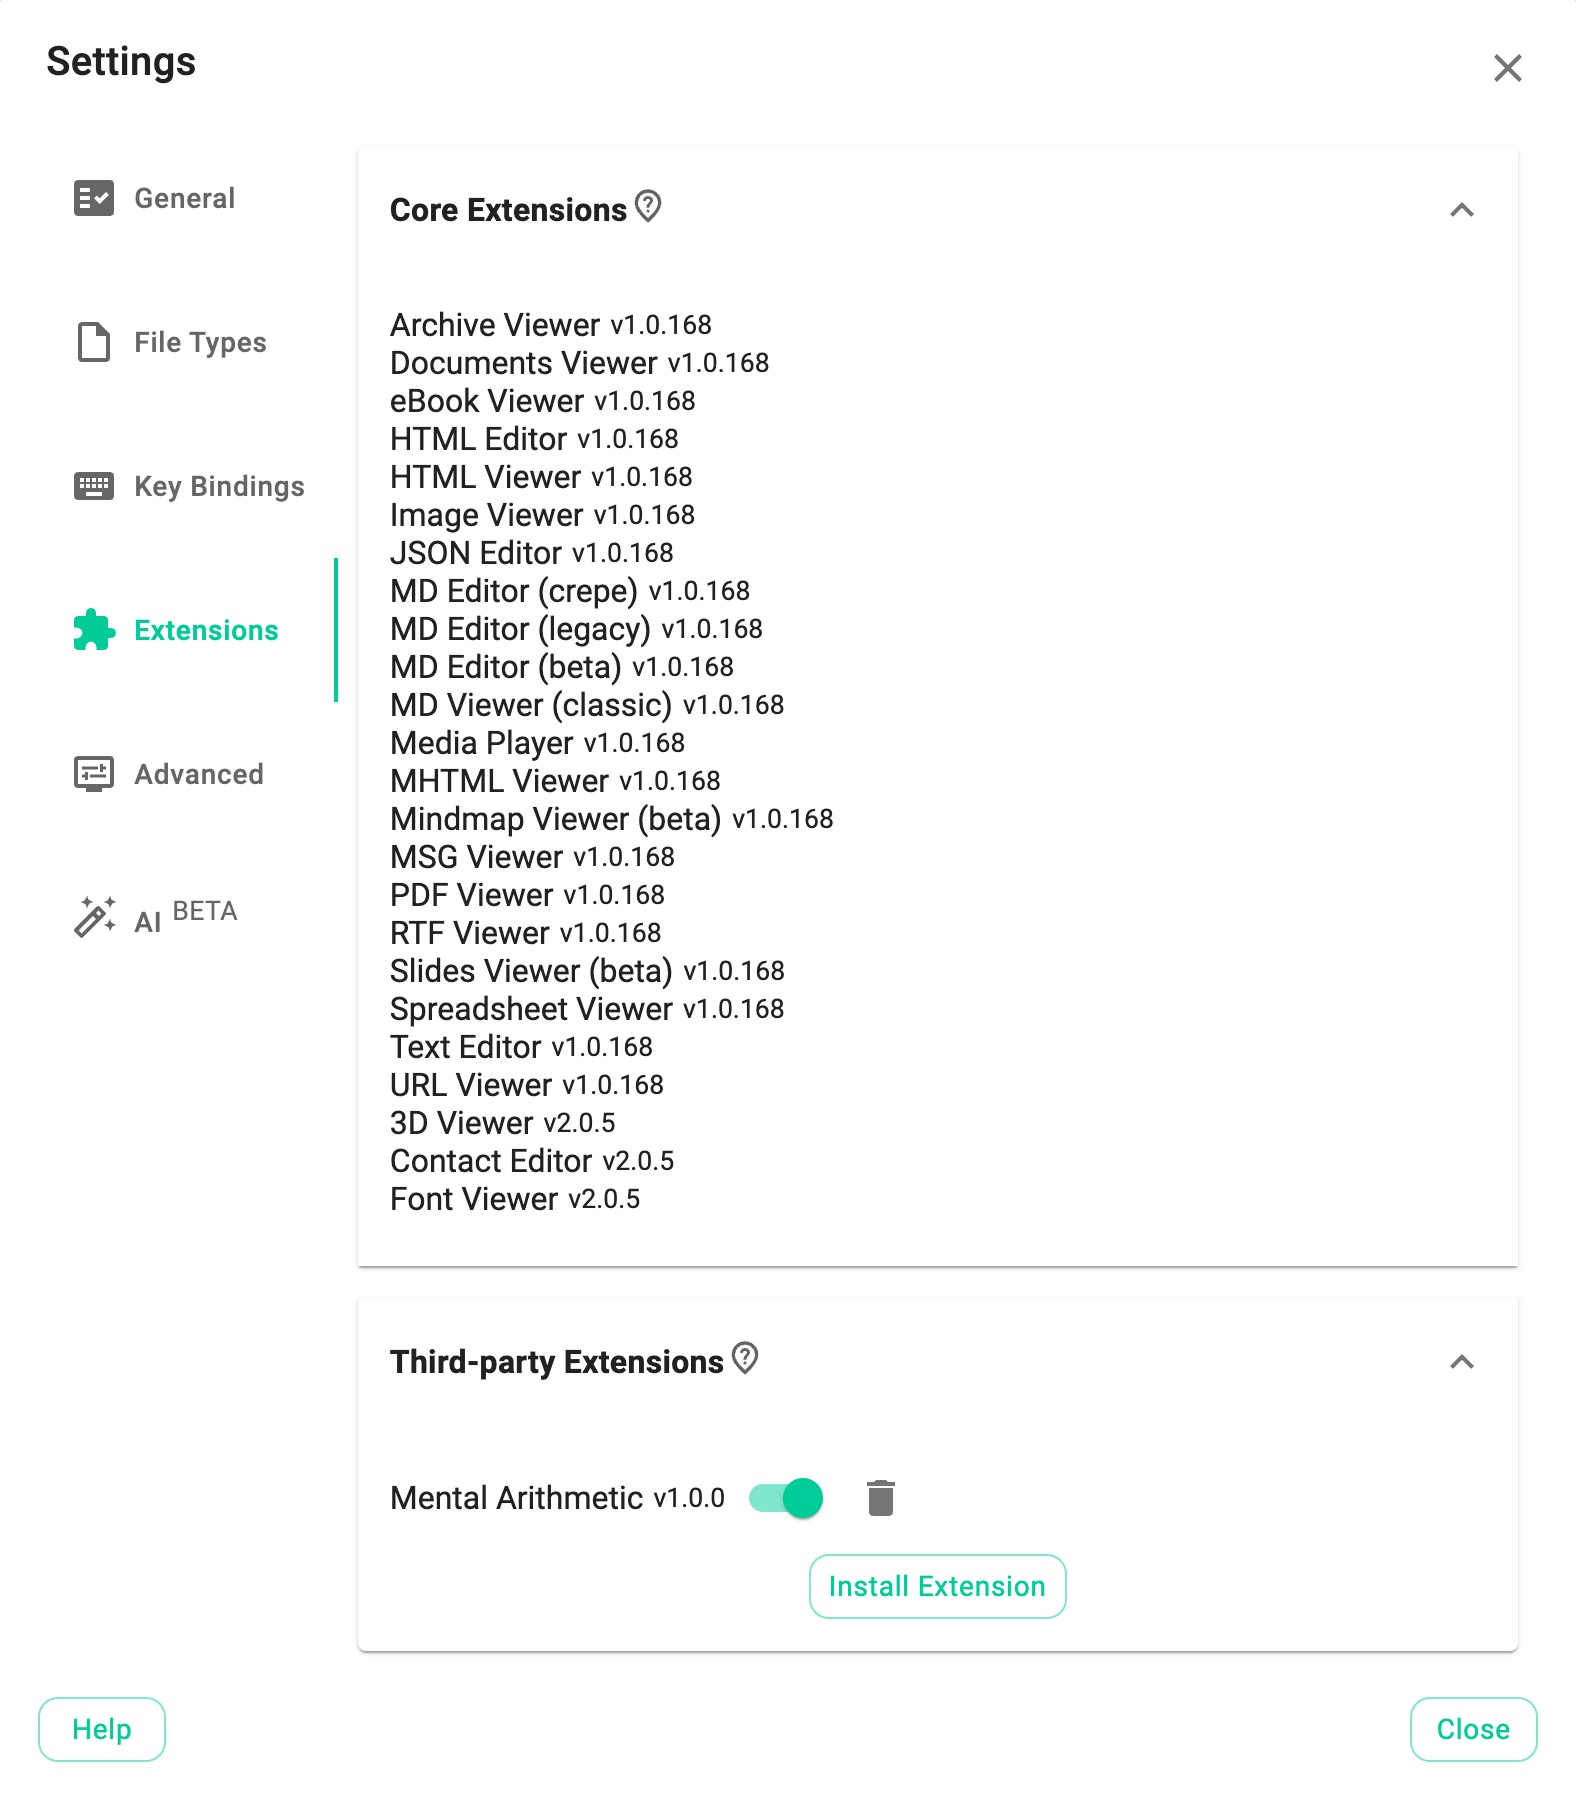 Settings
General
File Types
Key Bindings
Extensions
Advanced
AI BETA
Core Extensions
Archive Viewer v1.0.168
Documents Viewer v1.0.168
eBook Viewer v1.0.168
HTML Editor v1.0.168
HTML Viewer v1.0.168
Image Viewer v1.0.168
JSON Editor v1.0.168
MD Editor (crepe) v1.0.168
MD Editor (legacy) v1.0.168
MD Editor (beta) v1.0.168
MD Viewer (classic) v1.0.168
Media Player v1.0.168
MHTML Viewer v1.0.168
Mindmap Viewer (beta) v1.0.168
MSG Viewer v1.0.168
PDF Viewer v1.0.168
RTF Viewer v1.0.168
Slides Viewer (beta) v1.0.168
Spreadsheet Viewer v1.0.168
Text Editor v1.0.168
URL Viewer v1.0.168
3D Viewer v2.0.5
Contact Editor v2.0.5
Font Viewer v2.0.5
Third-party Extensions
Mental Arithmetic v1.0.0
Install Extension
Help
Close